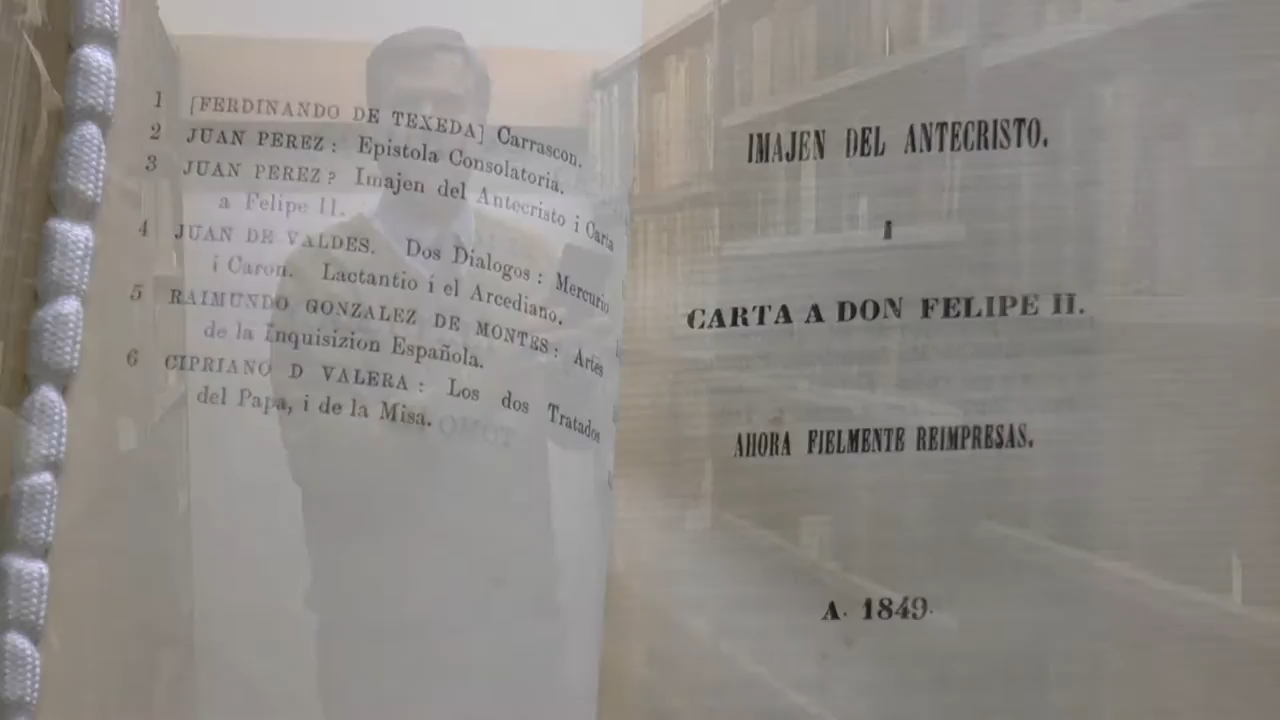 1 [FERDINANDO DE TEXEDA] Carrascon.
2 JUAN PEREZ: Epistola Consolatoria.
3 JUAN PEREZ? Imajen del Antecristo i Carta
a Felipe II.
4 JUAN DE VALDES. Dos Dialogos: Mercurio
i Caron. Lactantio i el Arcediano.
5 RAIMUNDO GONZALEZ DE MONTES: Artes
de la Inquisizion Española.
6 CIPRIANO D VALERA: Los dos Tratados
del Papa, i de la Misa.
IMAJEN DEL ANTECRISTO.
I
CARTA A DON FELIPE II.
AHORA FIELMENTE REIMPRESAS.
A. 1849.